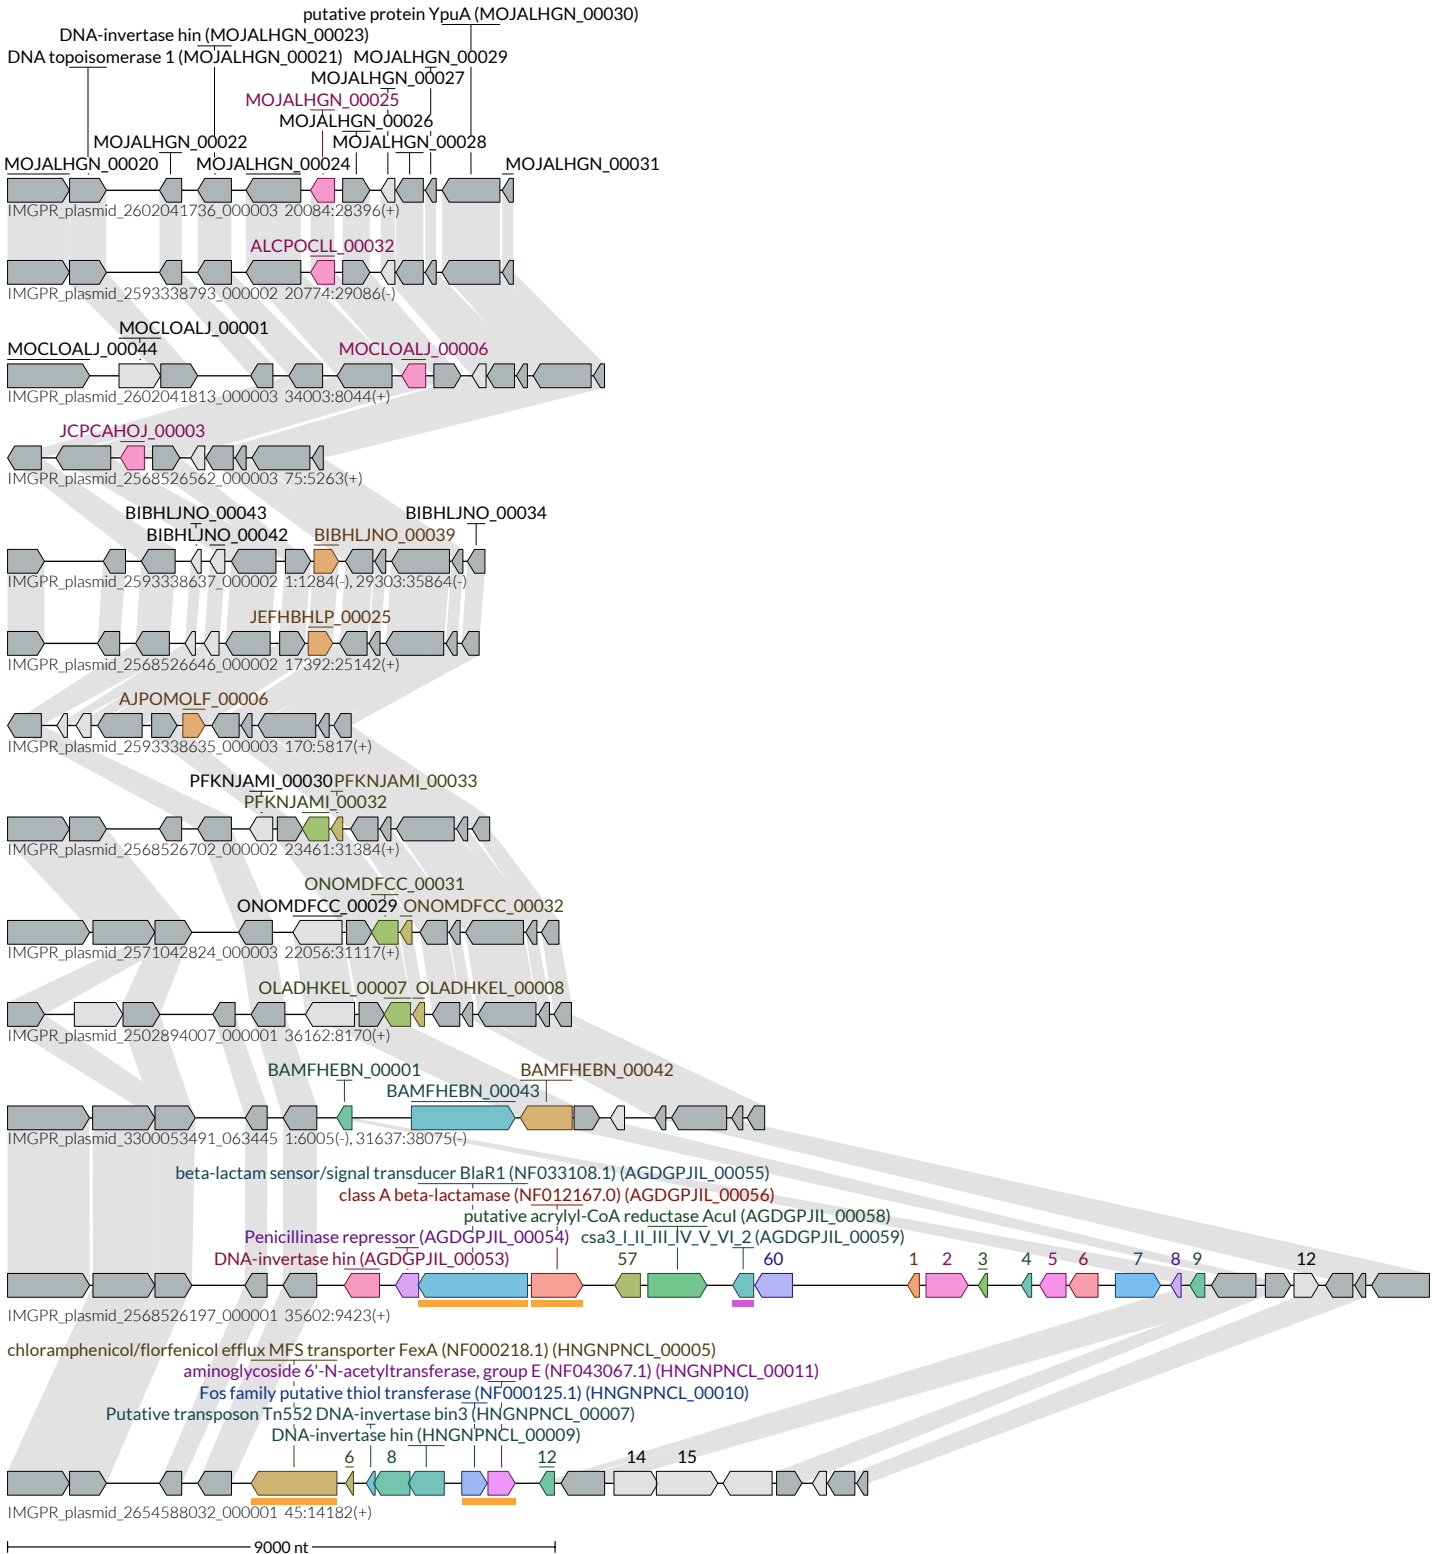 putative protein YpuA (MOJALHGN_00030)
DNA-invertase hin (MOJALHGN_00023)
DNA topoisomerase 1 (MOJALHGN_00021) MOJALHGN_00029
MOJALHGN_00027
MOJALHGN_00025
MOJALHGN_00026
MOJALHGN_00022 MOJALHGN_00028
MOJALHGN_00020 MOJALHGN_00024 MOJALHGN_00031
IMGPR_plasmid_2602041736_000003 20084:28396(+)
ALCPOCLL_00032
IMGPR_plasmid_2593338793_000002 20774:29086(-)
MOCLOALJ_00001
MOCLOALJ_00044 MOCLOALJ_00006
IMGPR_plasmid_2602041813_000003 34003:8044(+)
JCPCAHOJ_00003
IMGPR_plasmid_2568526562_000003 75:5263(+)
BIBHLJNO_00043 BIBHLJNO_00034
BIBHLJNO_00042 BIBHLJNO_00039
IMGPR_plasmid_2593338637_000002 1:1284(-), 29303:35864(-)
JEFHBHLP_00025
IMGPR_plasmid_2568526646_000002 17392:25142(+)
AJPOMOLF_00006
IMGPR_plasmid_2593338635_000003 170:5817(+)
PFKNJAMI_00030 PFKNJAMI_00033
PFKNJAMI_00032
IMGPR_plasmid_2568526702_000002 23461:31384(+)
ONOMDFCC_00031
ONOMDFCC_00029 ONOMDFCC_00032
IMGPR_plasmid_2571042824_000003 22056:31117(+)
OLADHKEL_00007 OLADHKEL_00008
IMGPR_plasmid_2502894007_000001 36162:8170(+)
BAMFHEBN_00001 BAMFHEBN_00042
BAMFHEBN_00043
IMGPR_plasmid_3300053491_063445 1:6005(-), 31637:38075(-)
beta-lactam sensor/signal transducer BlaR1 (NF033108.1) (AGDGPJIL_00055)
class A beta-lactamase (NF012167.0) (AGDGPJIL_00056)
putative acrylyl-CoA reductase AcuI (AGDGPJIL_00058)
Penicillinase repressor (AGDGPJIL_00054) csa3_I_II_III_IV_V_VI_2 (AGDGPJIL_00059)
DNA-invertase hin (AGDGPJIL_00053) 57 60 1 2 3 4 5 6 7 8 9 12
IMGPR_plasmid_2568526197_000001 35602:9423(+)
chloramphenicol/florfenicol efflux MFS transporter FexA (NF000218.1) (HNGNPNCL_00005)
aminoglycoside 6'-N-acetyltransferase, group E (NF043067.1) (HNGNPNCL_00011)
Fos family putative thiol transferase (NF000125.1) (HNGNPNCL_00010)
Putative transposon Tn552 DNA-invertase bin3 (HNGNPNCL_00007)
DNA-invertase hin (HNGNPNCL_00009)
6 8 12 14 15
IMGPR_plasmid_2654588032_000001 45:14182(+)
9000 nt